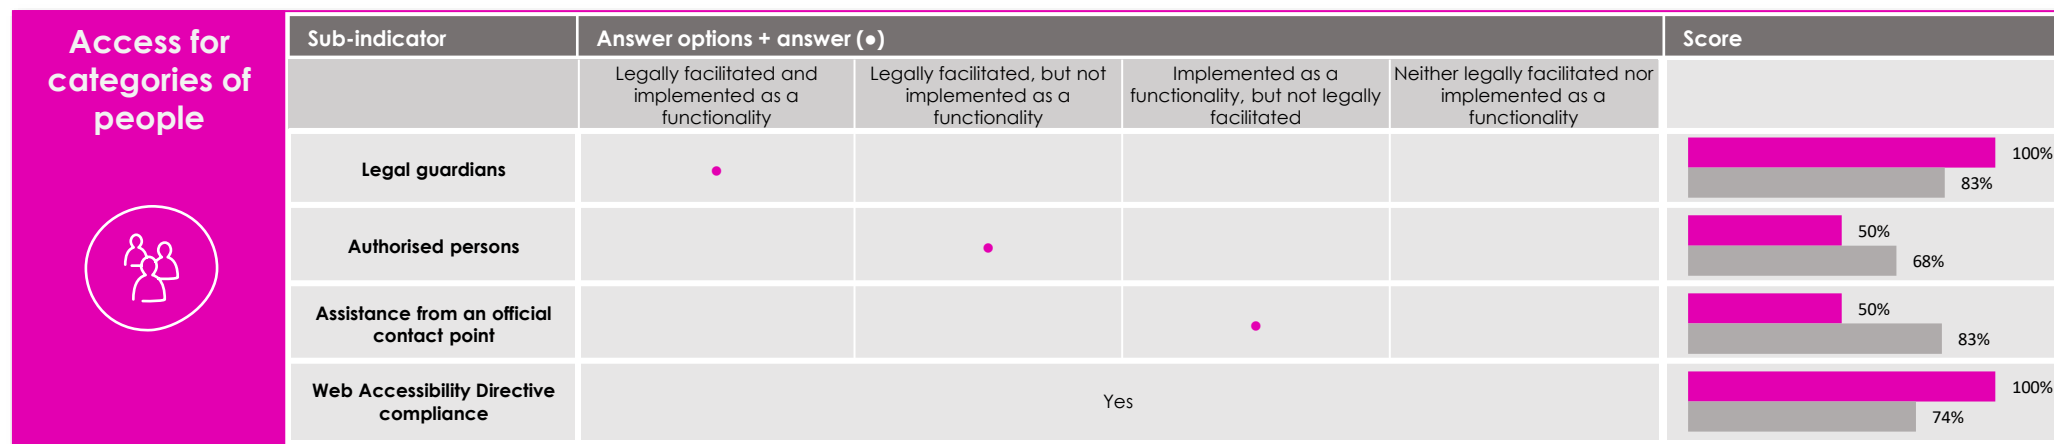 Access for
categories of
people
Sub-indicator
Answer options + answer (●)
Score
Legally facilitated and
implemented as a
functionality
Legally facilitated, but not
implemented as a
functionality
Implemented as a
functionality, but not legally
facilitated
Neither legally facilitated nor
implemented as a
functionality
Legal guardians
●
100%
83%
Authorised persons
●
50%
68%
Assistance from an official
contact point
●
50%
83%
Web Accessibility Directive
compliance
Yes
100%
74%